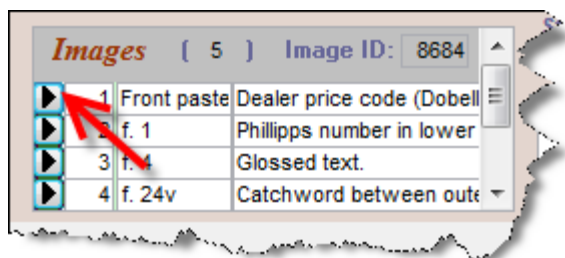 Images ( 5 ) Image ID: 8684
1 Front paste Dealer price code (Dobell
2 f. 1 Phillipps number in lower
3 f. 4 Glossed text.
4 f. 24v Catchword between oute